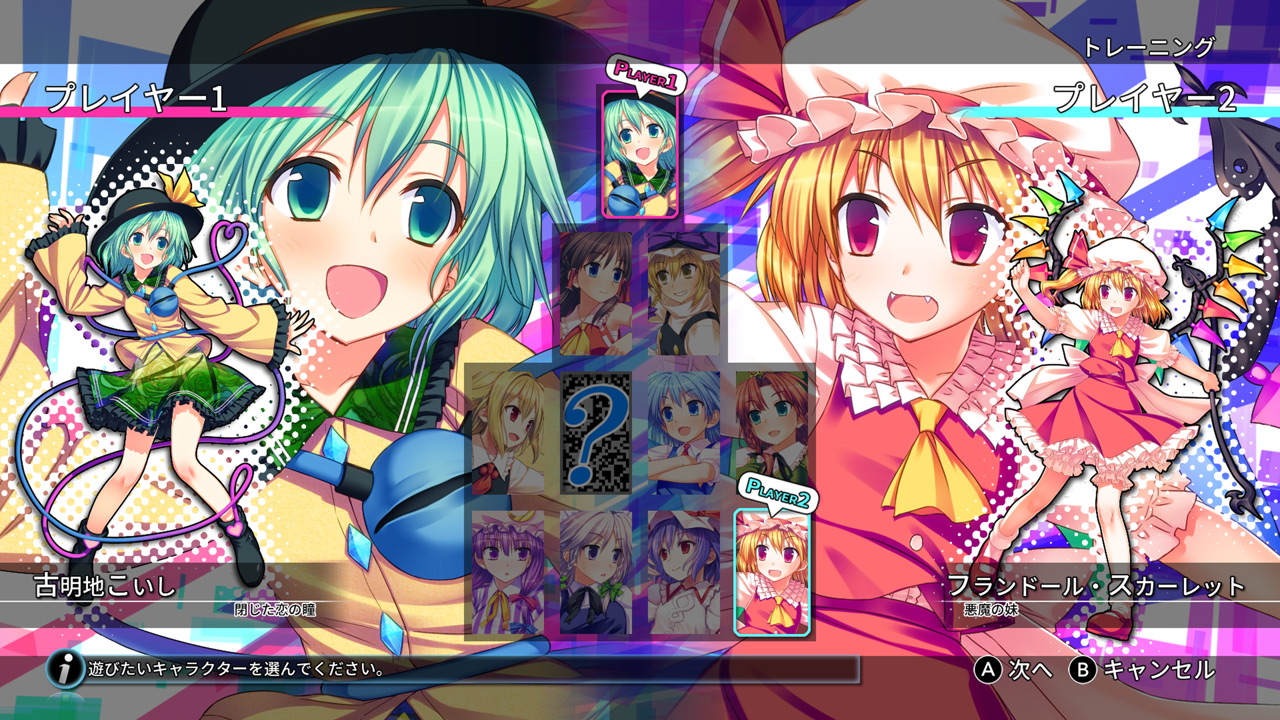 トレーニング
プレイヤー1
PLAYER1
プレイヤー2
?
PLAYER2
古明地こいし
閉じた恋の瞳
フランドール・スカーレット
悪魔の妹
i 遊びたいキャラクターを選んでください。
A 次へ B キャンセル